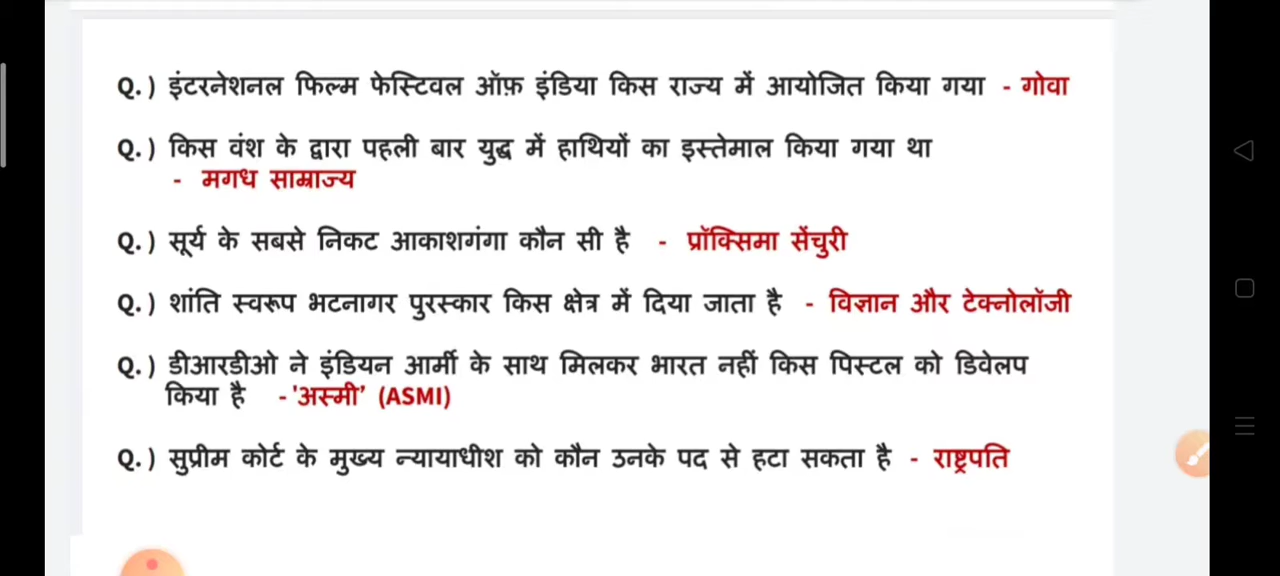 Q.) इंटरनेशनल फिल्म फेस्टिवल ऑफ़ इंडिया किस राज्य में आयोजित किया गया - गोवा
Q.) किस वंश के द्वारा पहली बार युद्ध में हाथियों का इस्तेमाल किया गया था
- मगध साम्राज्य
Q.) सूर्य के सबसे निकट आकाशगंगा कौन सी है - प्रॉक्सिमा सेंचुरी
Q.) शांति स्वरूप भटनागर पुरस्कार किस क्षेत्र में दिया जाता है - विज्ञान और टेक्नोलॉजी
Q.) डीआरडीओ ने इंडियन आर्मी के साथ मिलकर भारत नहीं किस पिस्टल को डिवेलप
किया है -'अस्मी’ (ASMI)
Q.) सुप्रीम कोर्ट के मुख्य न्यायाधीश को कौन उनके पद से हटा सकता है - राष्ट्रपति